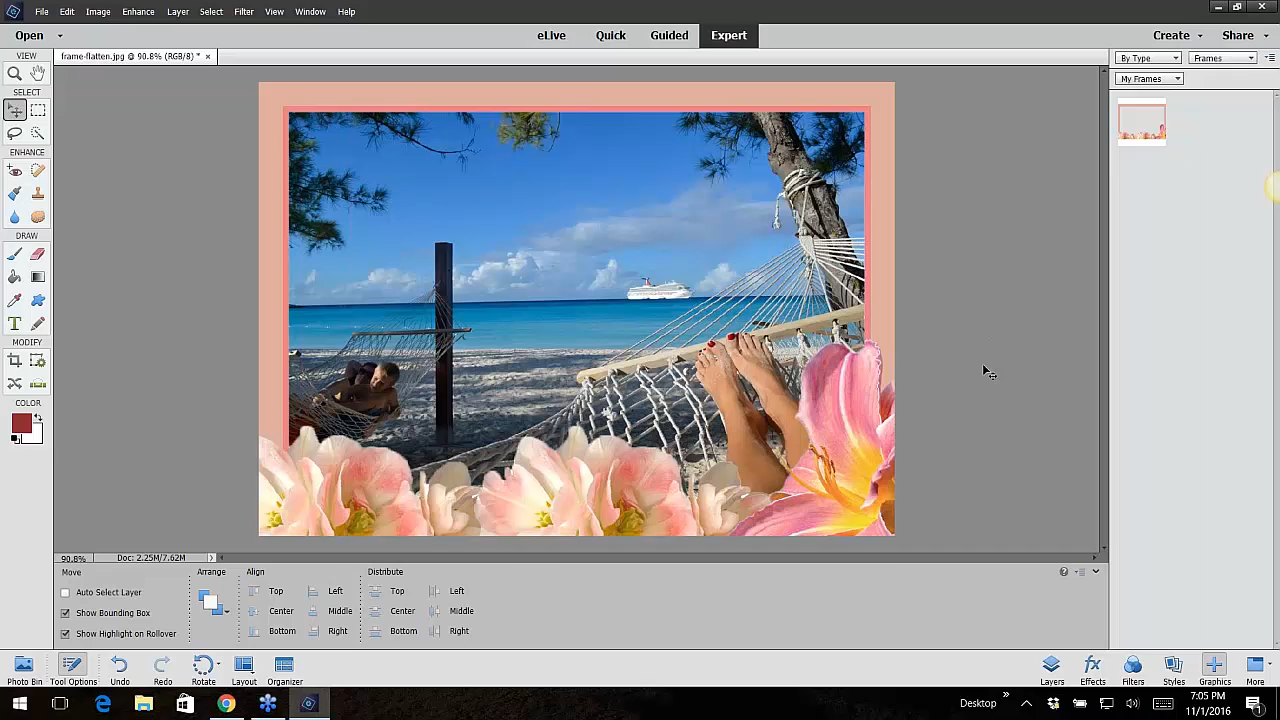 File Edit Image Enhance Layer Select Filter View Window Help
Open eLive Quick Guided Expert Create Share
VIEW frame-flatten.jpg @ 90.8% (RGB/8) * × By Type Frames
My Frames
SELECT
ENHANCE
DRAW
T
MODIFY
COLOR
90.8% Doc: 2.25M/7.62M
Move Arrange Align Distribute
Auto Select Layer Top Left Top Left
Show Bounding Box Center Middle Center Middle
Show Highlight on Rollover Bottom Right Bottom Right
Photo Bin Tool Options Undo Redo Rotate Layout Organizer Layers Effects Filters Styles Graphics More
Desktop » 7:05 PM
11/1/2016